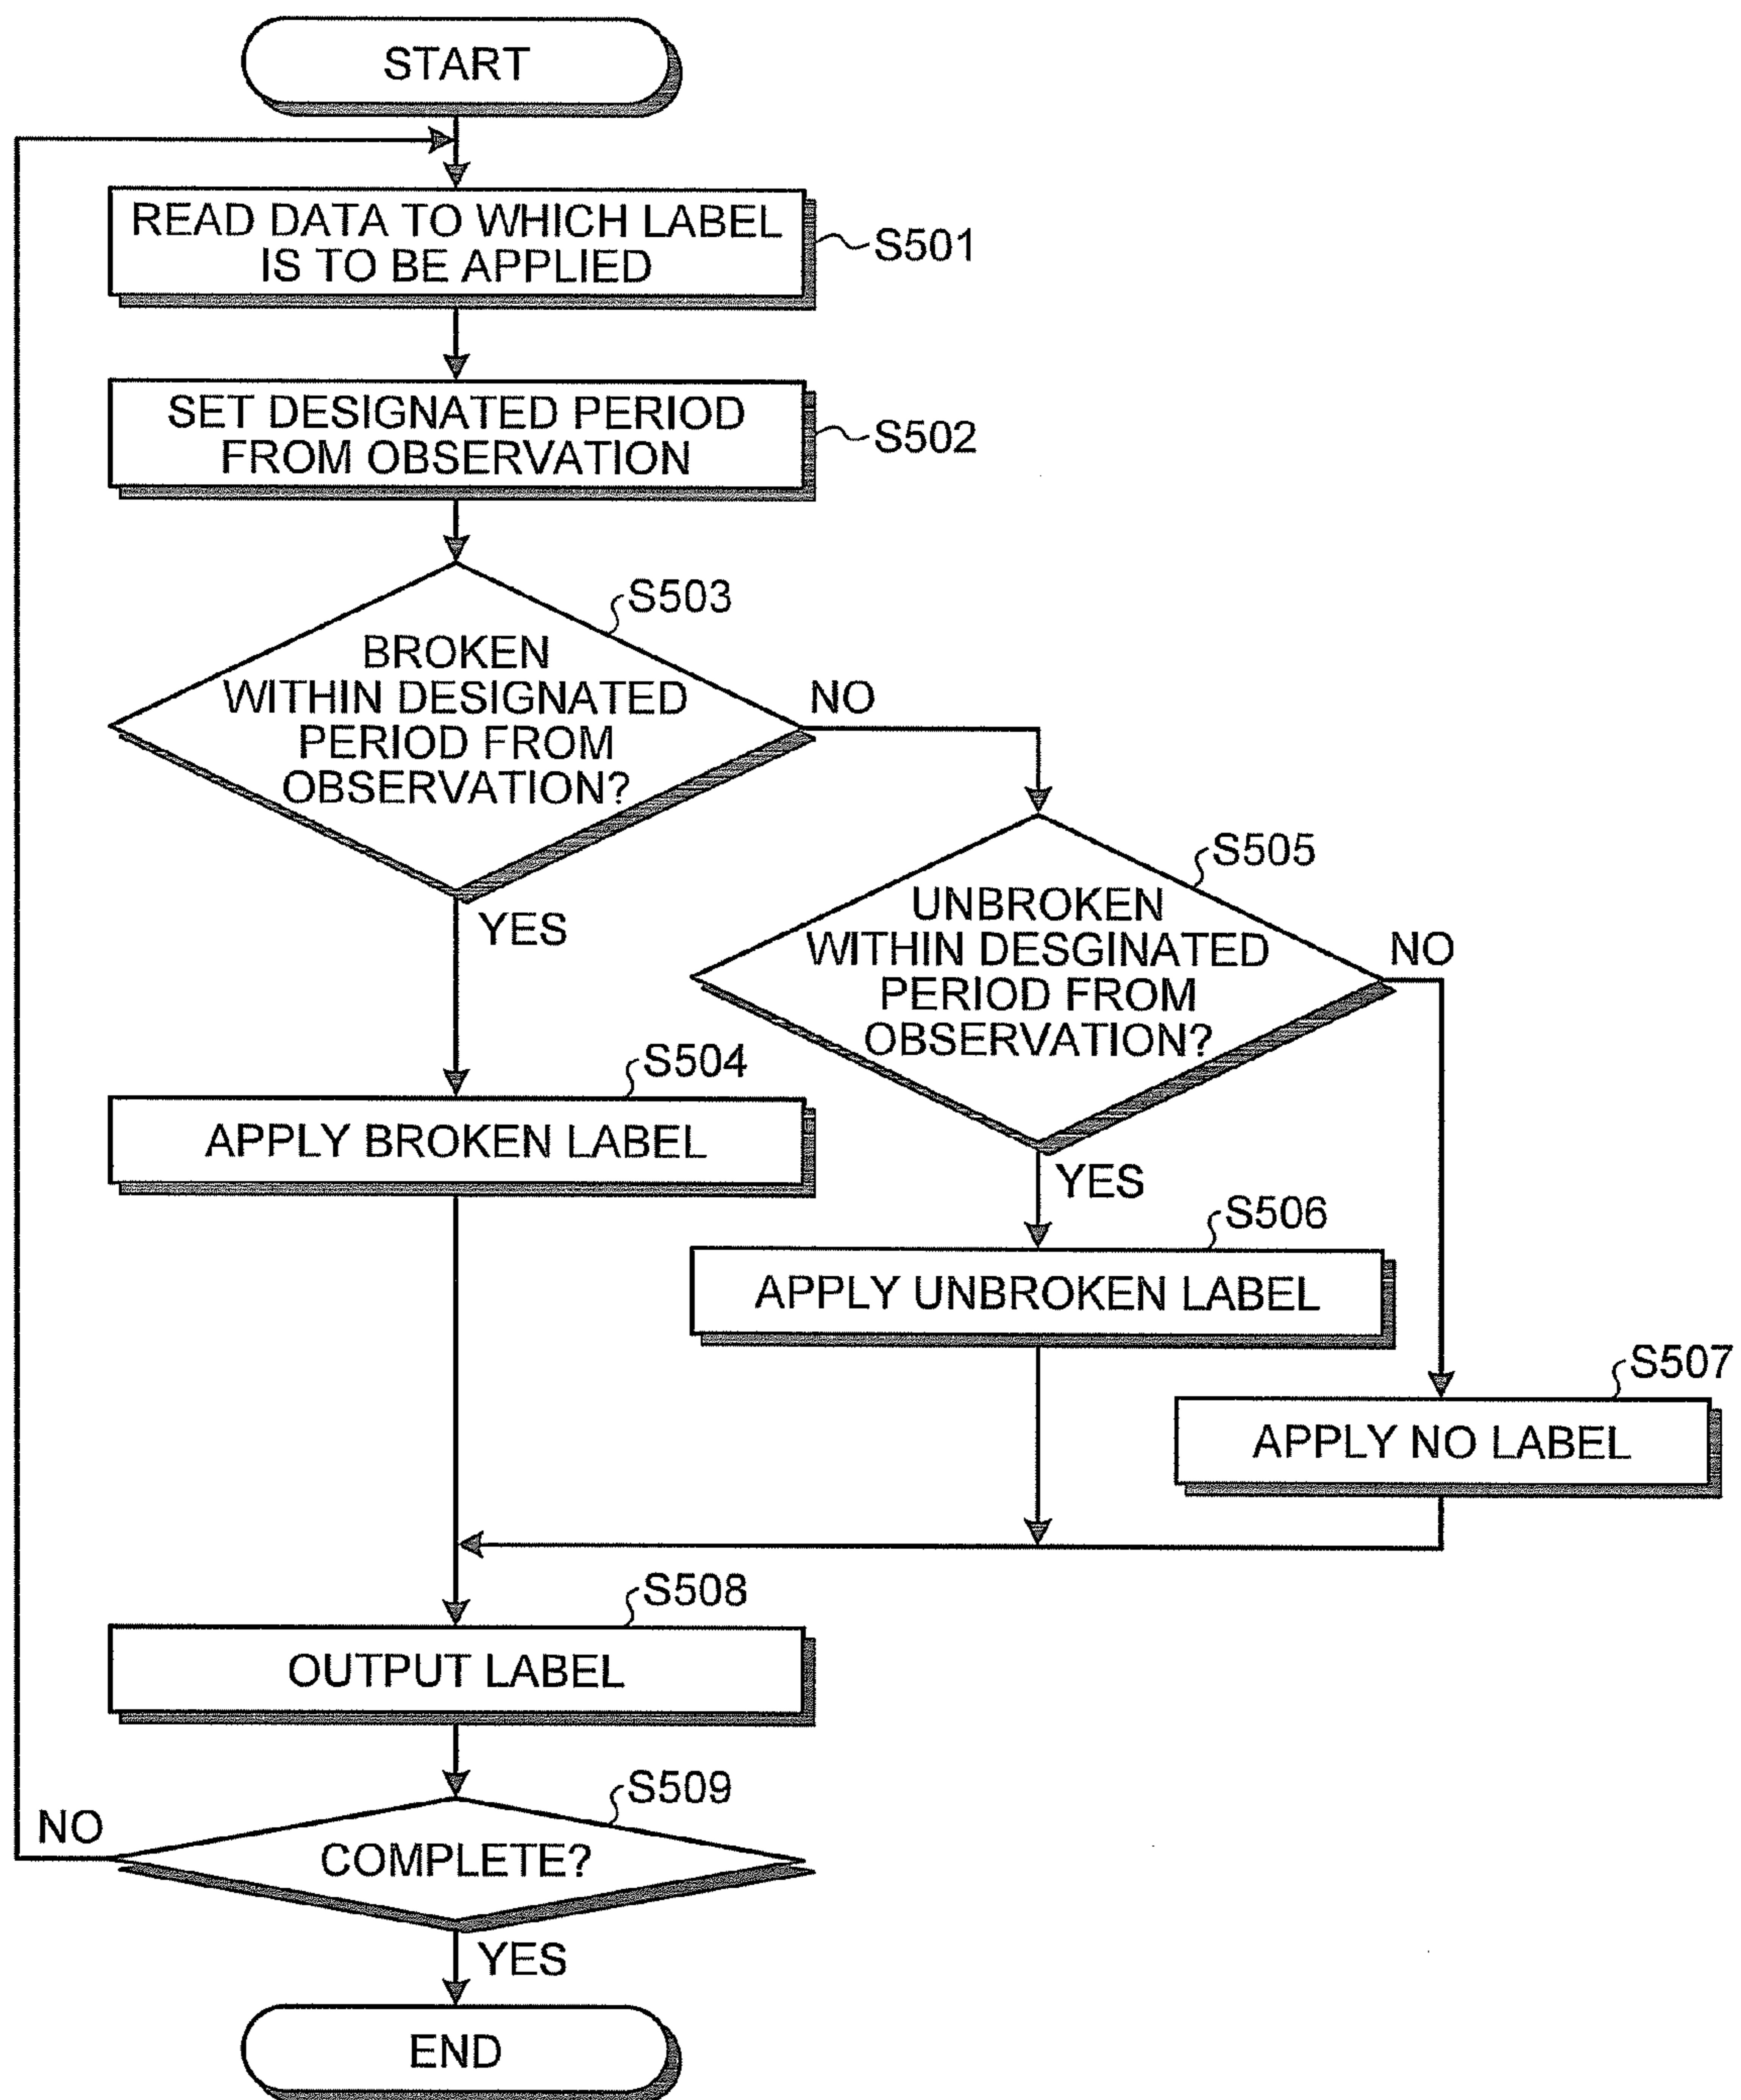 START
READ DATA TO WHICH LABEL
IS TO BE APPLIED
S501
SET DESIGNATED PERIOD
FROM OBSERVATION
S502
S503
BROKEN
WITHIN DESIGNATED
PERIOD FROM
OBSERVATION?
NO
YES
S505
UNBROKEN
WITHIN DESGINATED
PERIOD FROM
OBSERVATION?
NO
YES
S504
APPLY BROKEN LABEL
S506
APPLY UNBROKEN LABEL
S507
APPLY NO LABEL
S508
OUTPUT LABEL
S509
COMPLETE?
NO
YES
END